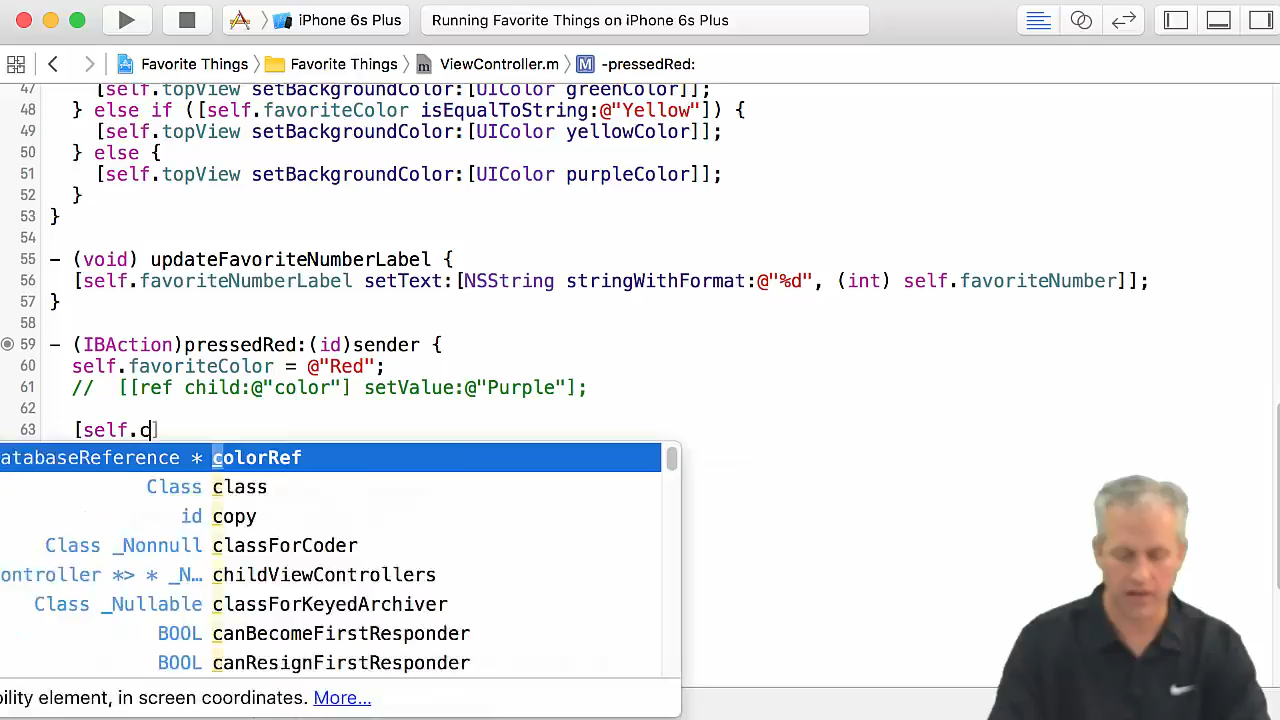 iPhone 6s Plus
Running Favorite Things on iPhone 6s Plus
Favorite Things
Favorite Things
ViewController.m
M
-pressedRed:
47 [self.topView setBackgroundColor:[UIColor greenColor]];
48 } else if ([self.favoriteColor isEqualToString:@"Yellow"]) {
49 [self.topView setBackgroundColor:[UIColor yellowColor]];
50 } else {
51 [self.topView setBackgroundColor:[UIColor purpleColor]];
52 }
53 }
54
55 - (void) updateFavoriteNumberLabel {
56 [self.favoriteNumberLabel setText:[NSString stringWithFormat:@"%d", (int) self.favoriteNumber]];
57 }
58
59 - (IBAction)pressedRed:(id)sender {
60 self.favoriteColor = @"Red";
61 // [[ref child:@"color"] setValue:@"Purple"];
62
63 [self.c]
atabaseReference * colorRef
Class class
id copy
Class _Nonnull classForCoder
ontroller *> * _N… childViewControllers
Class _Nullable classForKeyedArchiver
BOOL canBecomeFirstResponder
BOOL canResignFirstResponder
bility element, in screen coordinates. More...